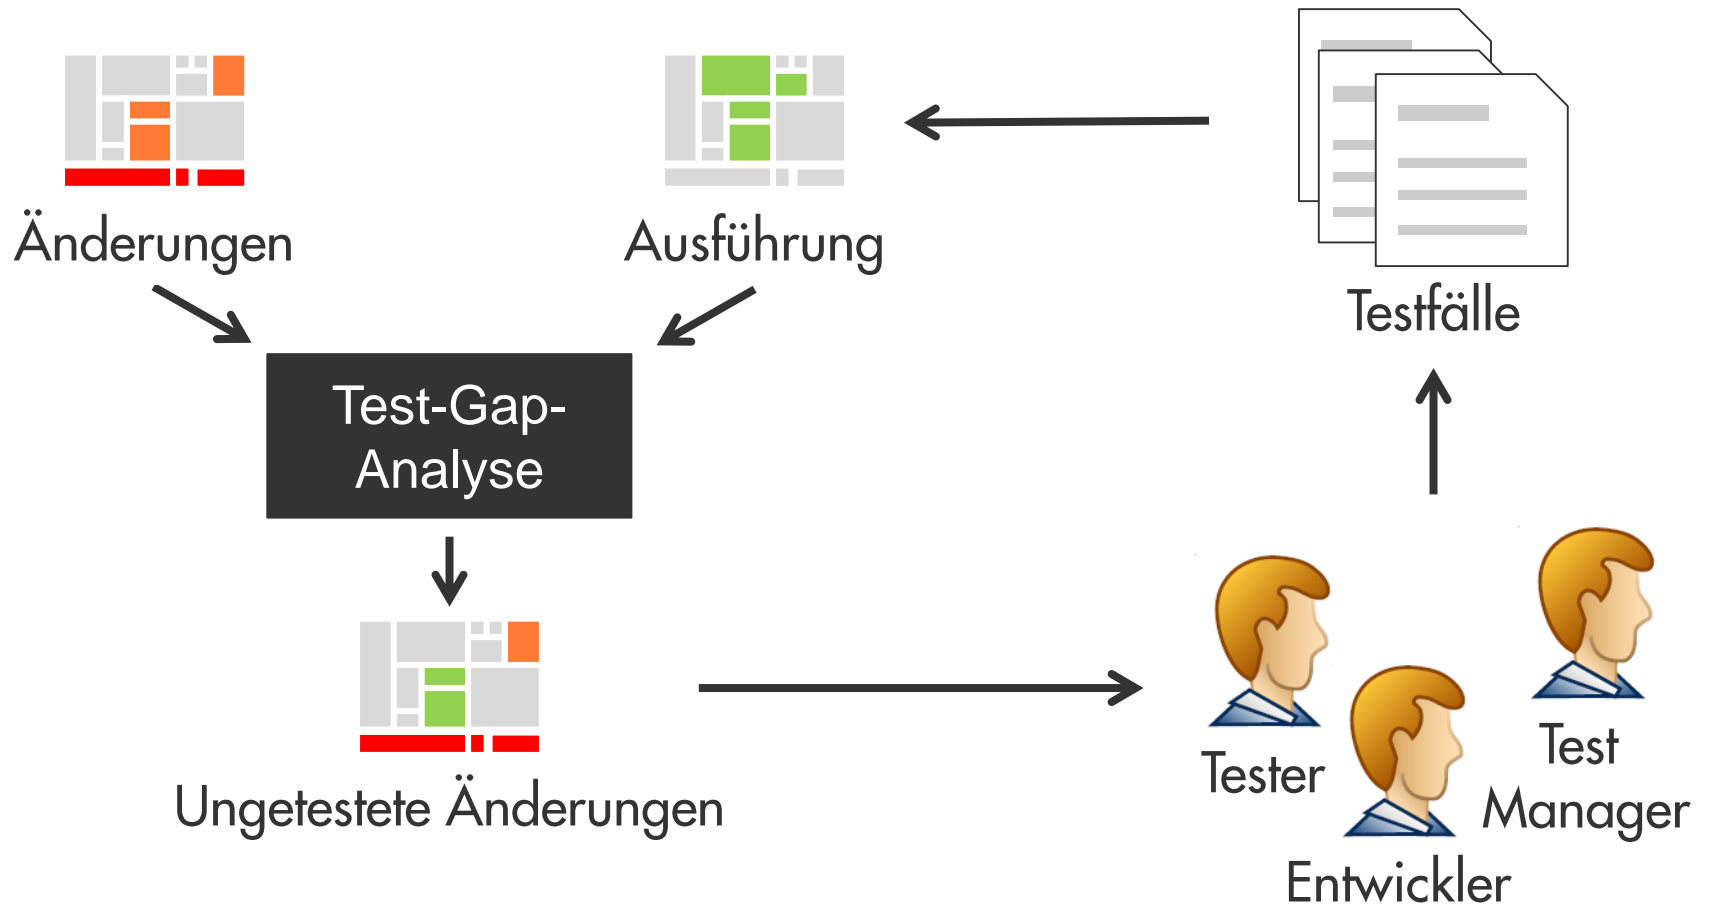 Änderungen
Ausführung
Testfälle
Test-Gap-
Analyse
Ungetestete Änderungen
Tester
Test
Manager
Entwickler